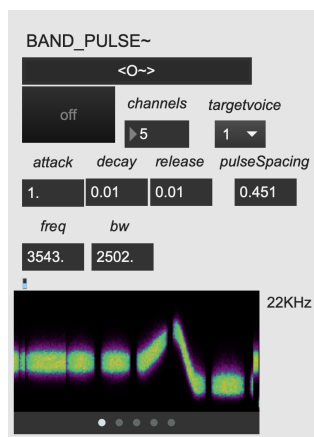 BAND_PULSE~
<O~>
off
channels targetvoice
5 1
attack decay release pulseSpacing
1. 0.01 0.01 0.451
freq bw
3543. 2502.
22KHz